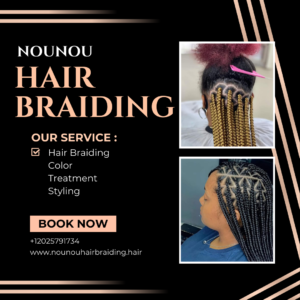 NOUNOU
HAIR
BRAIDING
OUR SERVICE :
Hair Braiding
Color
Treatment
Styling
BOOK NOW
+12025791734
www.nounouhairbraiding.hair